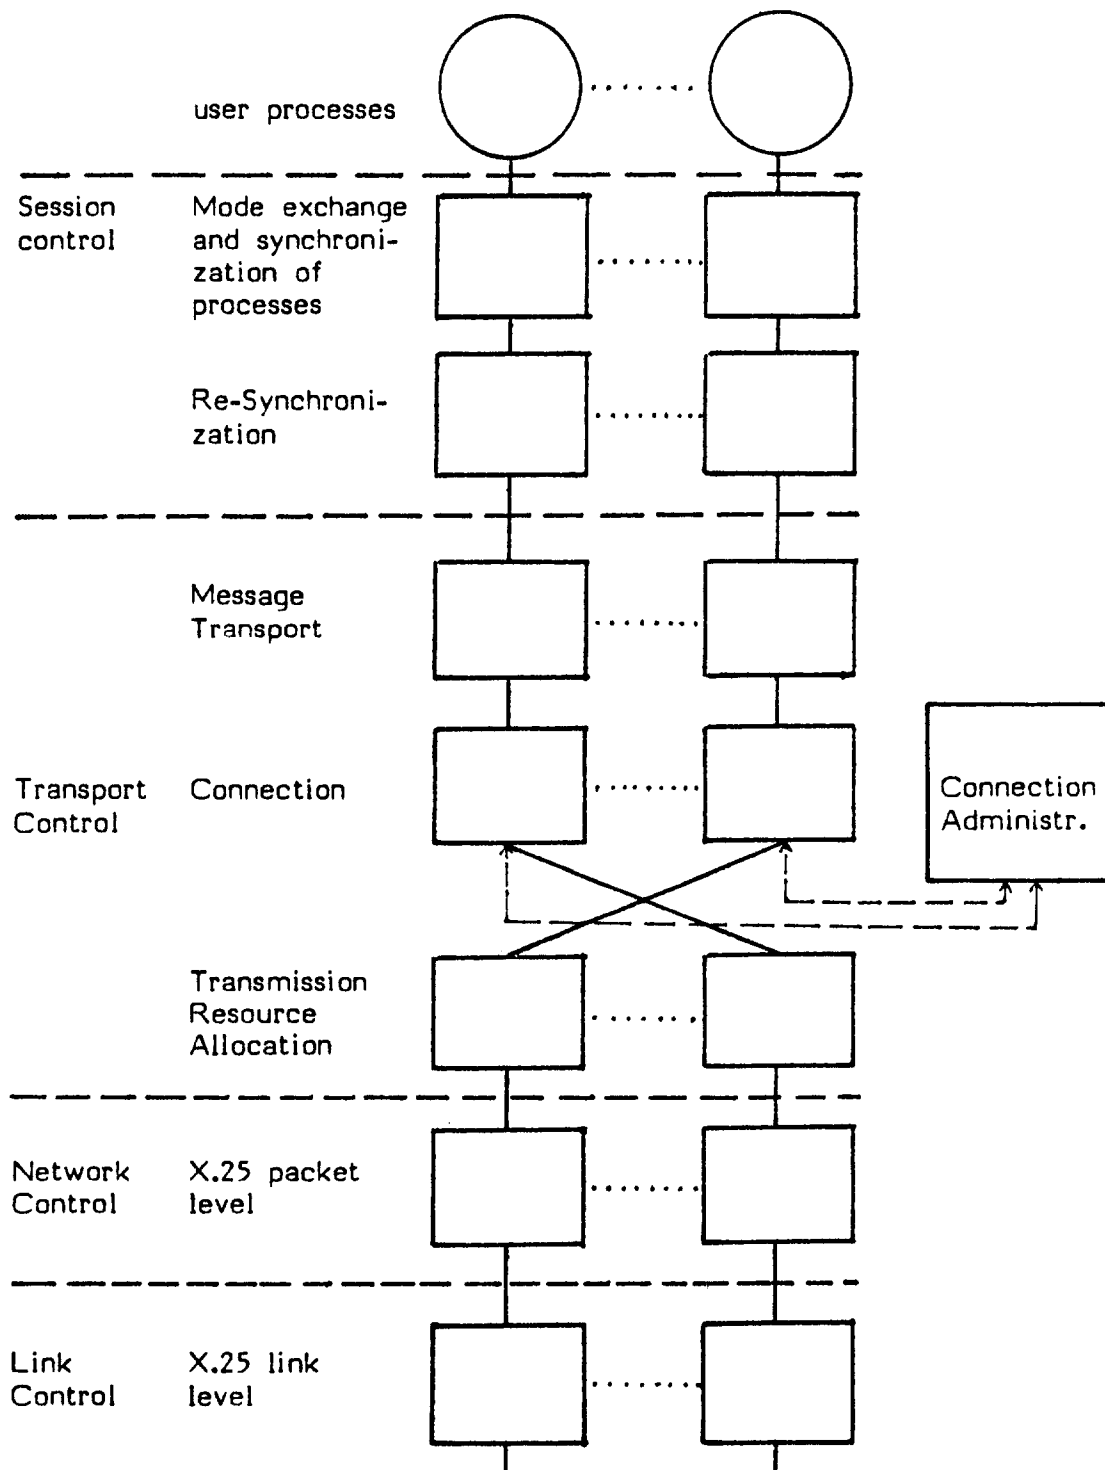 user processes
Session
control
Mode exchange
and synchroni-
zation of
processes
Re-Synchroni-
zation
Message
Transport
Transport
Control
Connection
Connection
Administr.
Transmission
Resource
Allocation
Network
Control
X.25 packet
level
Link
Control
X.25 link
level